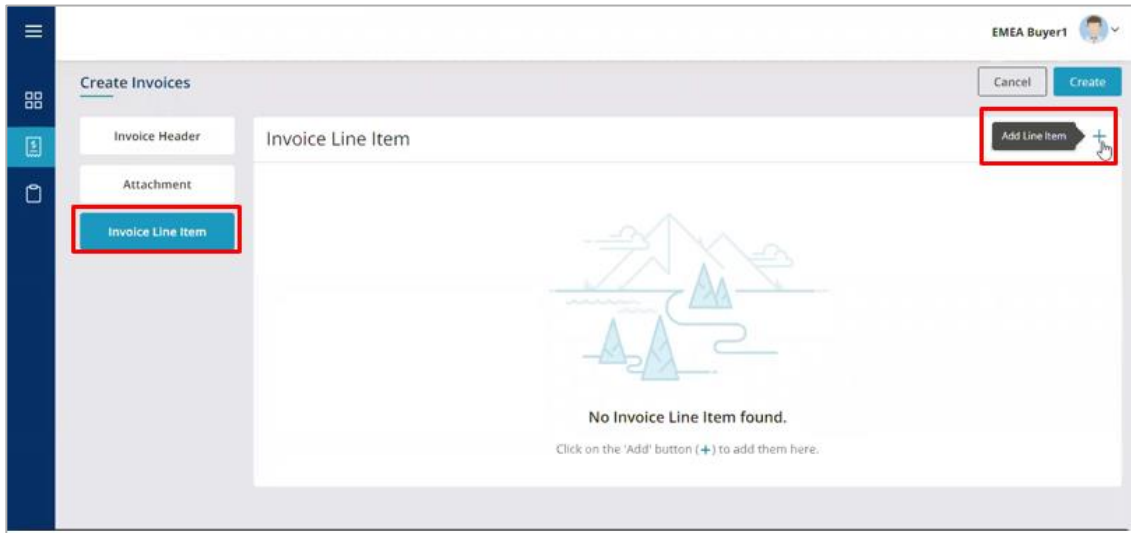 EMEA Buyer1
Create Invoices
Cancel
Create
Invoice Header
Invoice Line Item
Add Line Item
+
Attachment
Invoice Line Item
No Invoice Line Item found.
Click on the 'Add' button (+) to add them here.